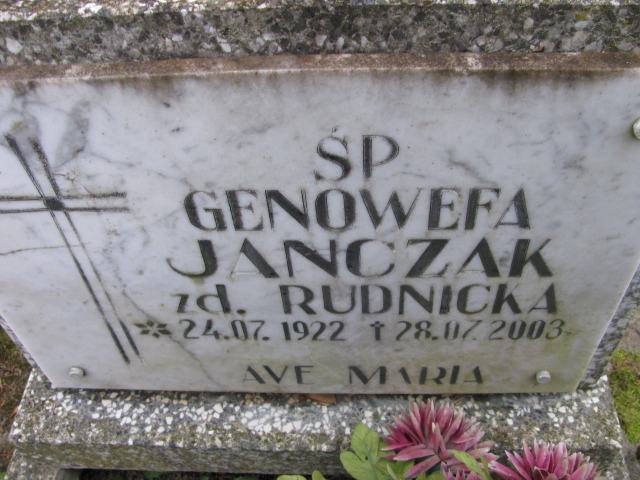 ŚP
GENOWEFA
JANCZAK
zd. RUDNICKA
* 24.07.1922 † 28.07.2003
AVE MARIA